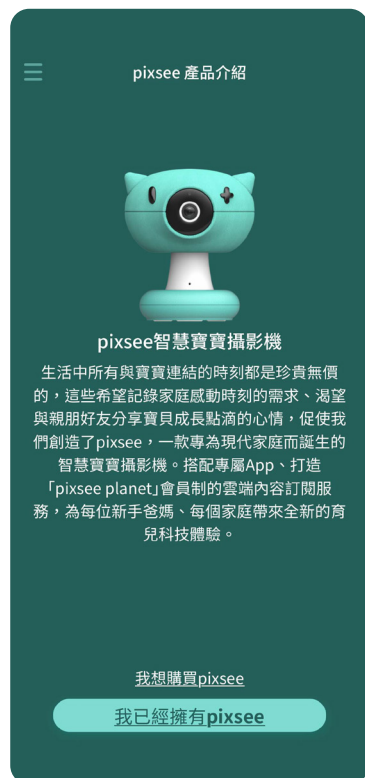 pixsee 產品介紹
pixsee智慧寶寶攝影機
生活中所有與寶寶連結的時刻都是珍貴無價
的，這些希望記錄家庭感動時刻的需求、渴望
與親朋好友分享寶貝成長點滴的心情，促使我
們創造了pixsee，一款專為現代家庭而誕生的
智慧寶寶攝影機。搭配專屬App、打造
「pixsee planet」會員制的雲端內容訂閱服
務，為每位新手爸媽、每個家庭帶來全新的育
兒科技體驗。
我想購買pixsee
我已經擁有pixsee